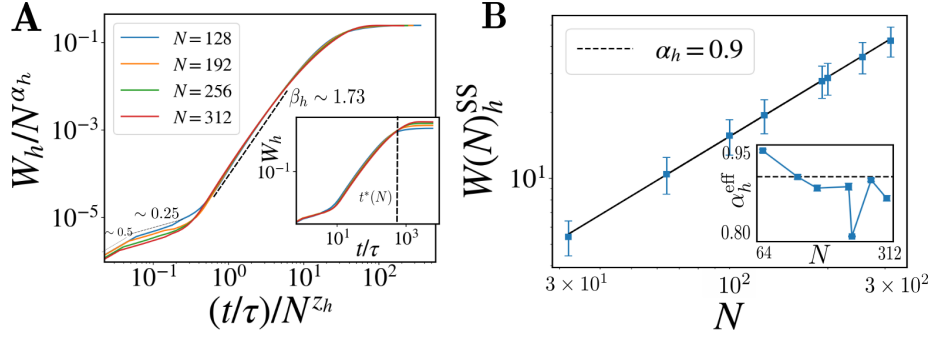 A
W_h/N^{α_h}
10^{-1}
10^{-3}
10^{-5}
N = 128
N = 192
N = 256
N = 312
β_h ∼ 1.73
∼ 0.25
∼ 0.5
W_h
10^{-1}
t*(N)
10^1
10^3
t/τ
10^{-1}
10^0
10^1
10^2
(t/τ)/N^{z_h}
B
W(N)_h^{SS}
10^1
α_h = 0.9
α_h^{eff}
0.95
0.80
64
N
312
3 × 10^1
10^2
3 × 10^2
N